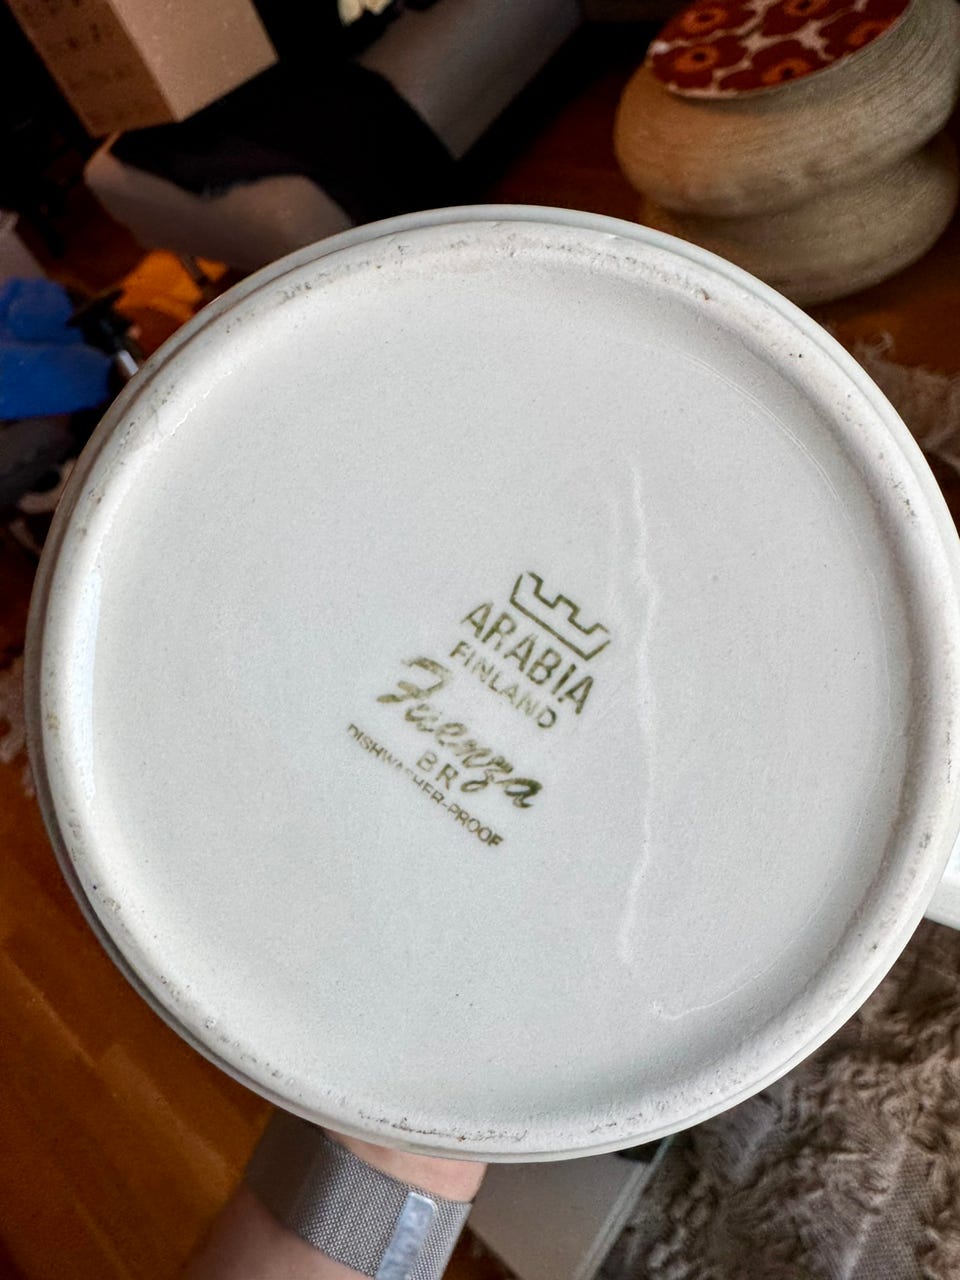 ARABIA
FINLAND
Faenza
BR
DISHWASHER-PROOF